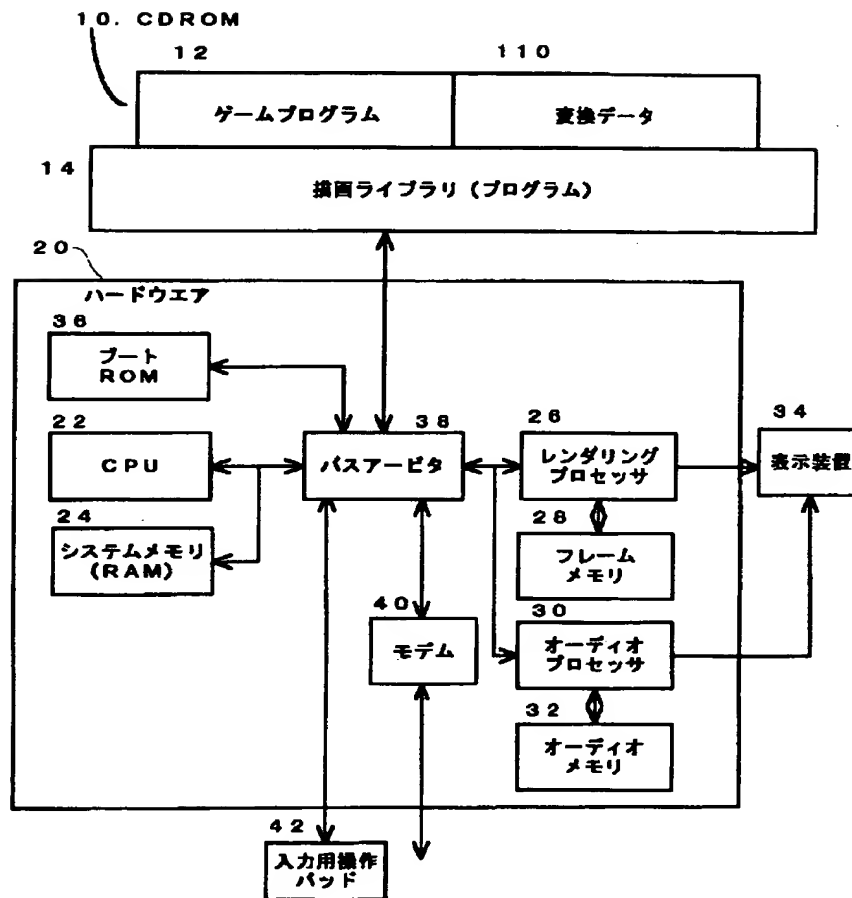 10. CDROM
12
110
ゲームプログラム
変換データ
14
描画ライブラリ(プログラム)
20
ハードウエア
36
ブート
ROM
22
CPU
24
システムメモリ
(RAM)
38
バスアービタ
26
レンダリング
プロセッサ
34
表示装置
28
フレーム
メモリ
40
モデム
30
オーディオ
プロセッサ
32
オーディオ
メモリ
42
入力用操作
パッド